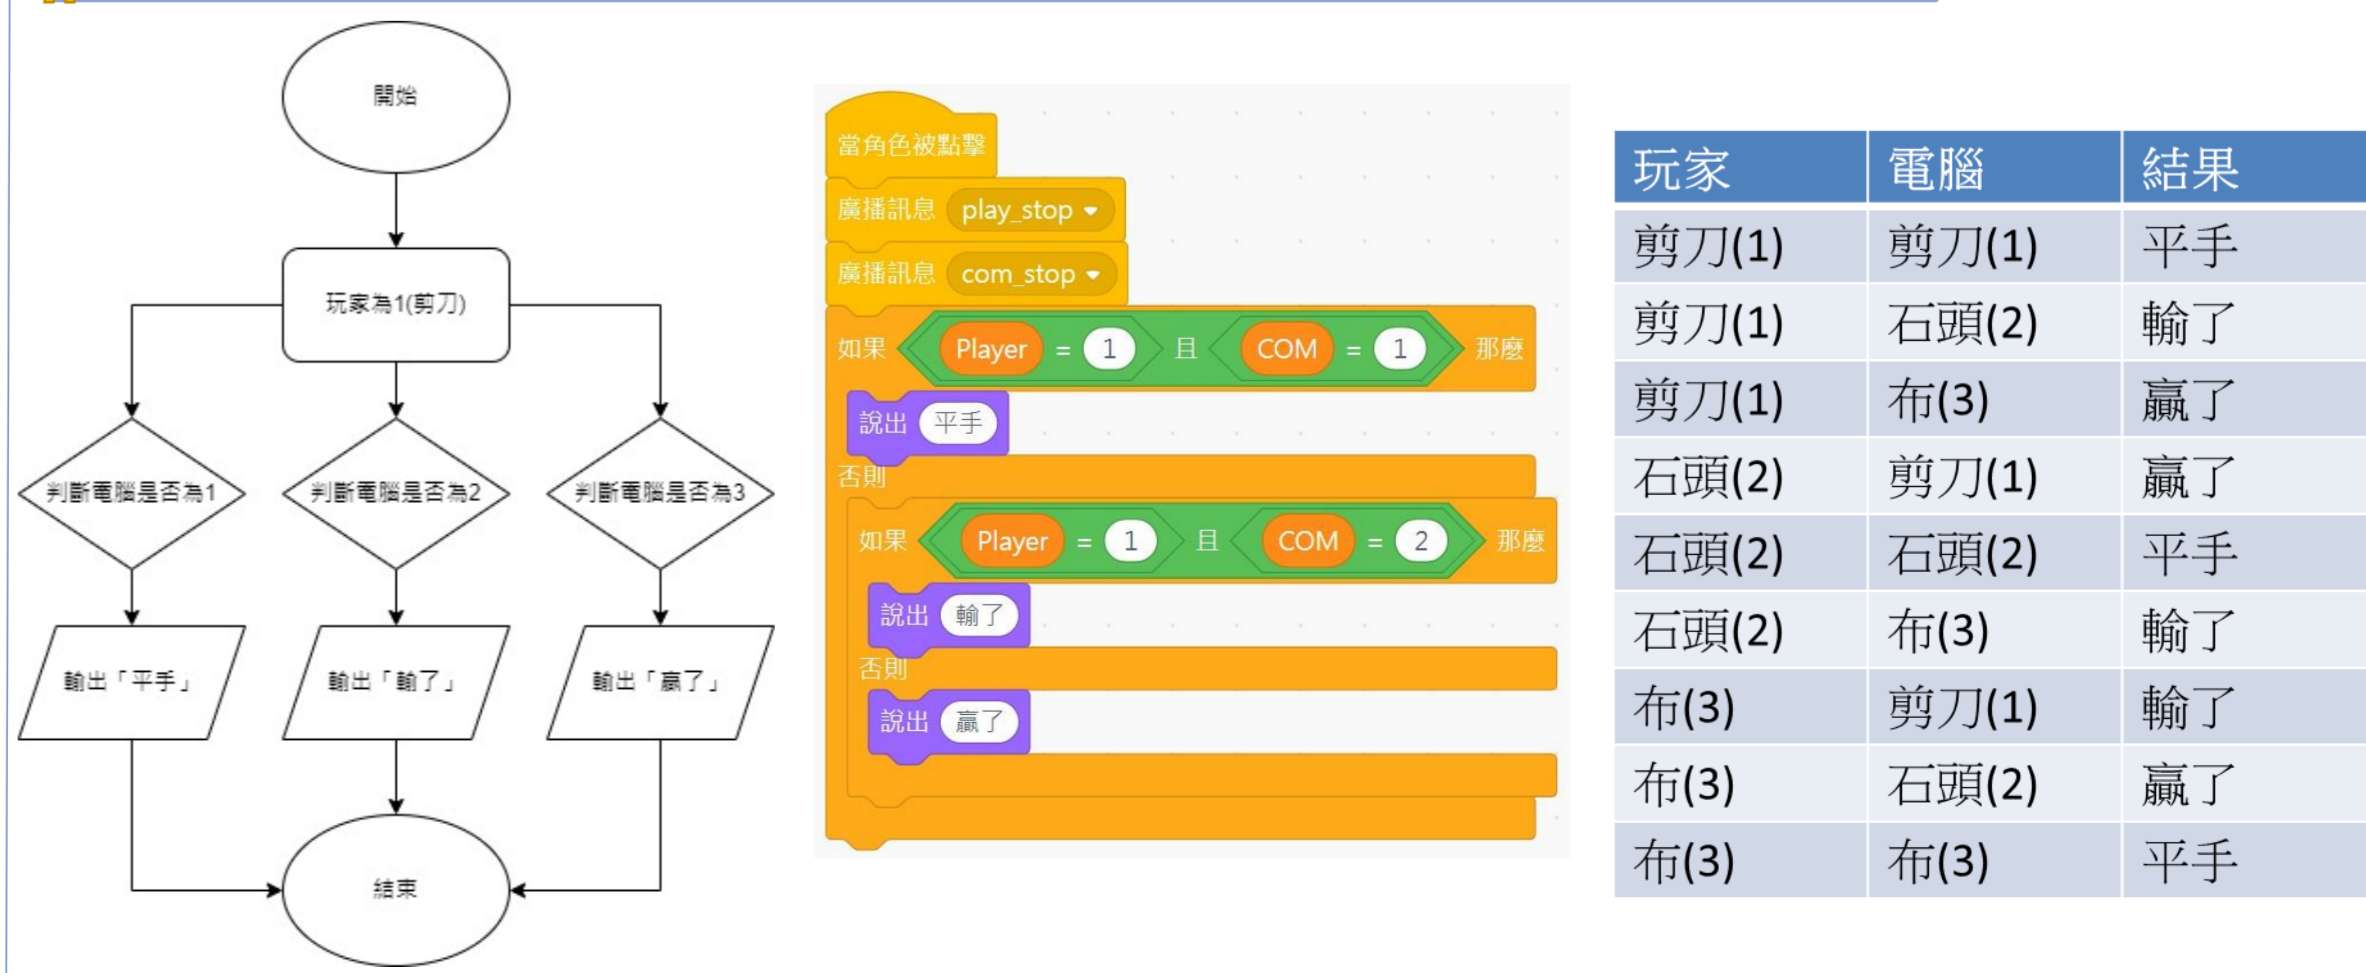 開始
玩家為1(剪刀)
判斷電腦是否為1
判斷電腦是否為2
判斷電腦是否為3
輸出「平手」
輸出「輸了」
輸出「贏了」
結束
當角色被點擊
廣播訊息 play_stop
廣播訊息 com_stop
如果 Player = 1 且 COM = 1 那麼
說出 平手
否則
如果 Player = 1 且 COM = 2 那麼
說出 輸了
否則
說出 贏了
玩家 電腦 結果
剪刀(1) 剪刀(1) 平手
剪刀(1) 石頭(2) 輸了
剪刀(1) 布(3) 贏了
石頭(2) 剪刀(1) 贏了
石頭(2) 石頭(2) 平手
石頭(2) 布(3) 輸了
布(3) 剪刀(1) 輸了
布(3) 石頭(2) 贏了
布(3) 布(3) 平手